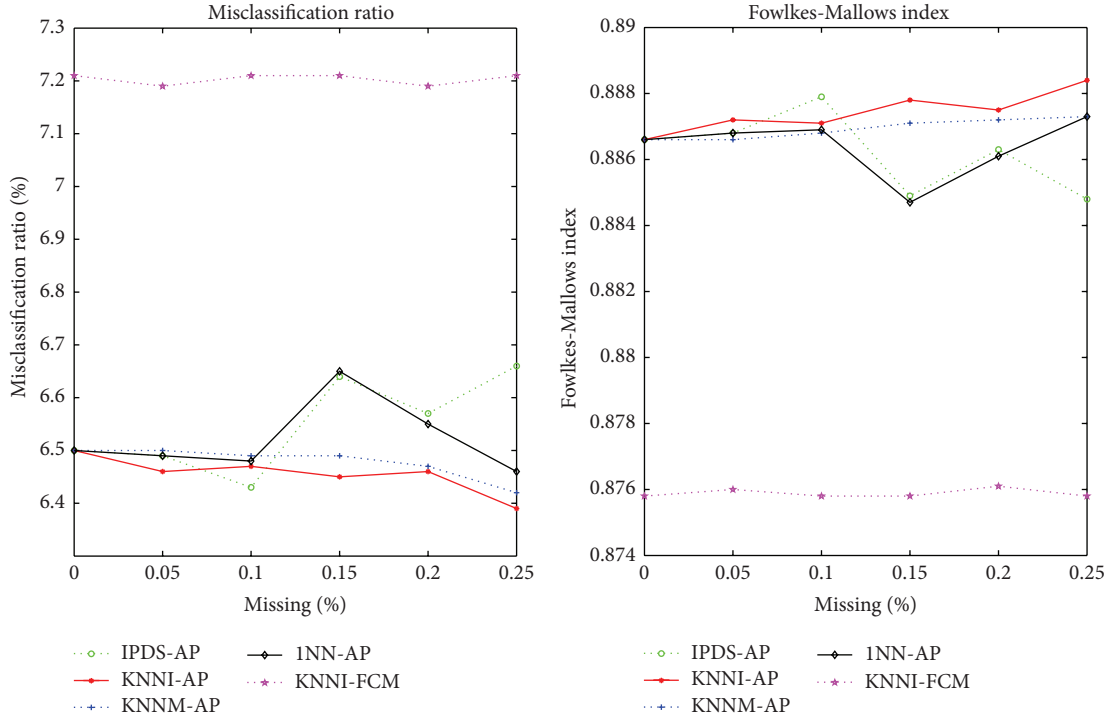 Misclassification ratio
7.3
7.2
7.1
7
6.9
6.8
6.7
6.6
6.5
6.4
Misclassification ratio (%)
0 0.05 0.1 0.15 0.2 0.25
Missing (%)
IPDS-AP
KNNI-AP
KNNM-AP
1NN-AP
KNNI-FCM
Fowlkes-Mallows index
0.89
0.888
0.886
0.884
0.882
0.88
0.878
0.876
0.874
Fowlkes-Mallows index
0 0.05 0.1 0.15 0.2 0.25
Missing (%)
IPDS-AP
KNNI-AP
KNNM-AP
1NN-AP
KNNI-FCM